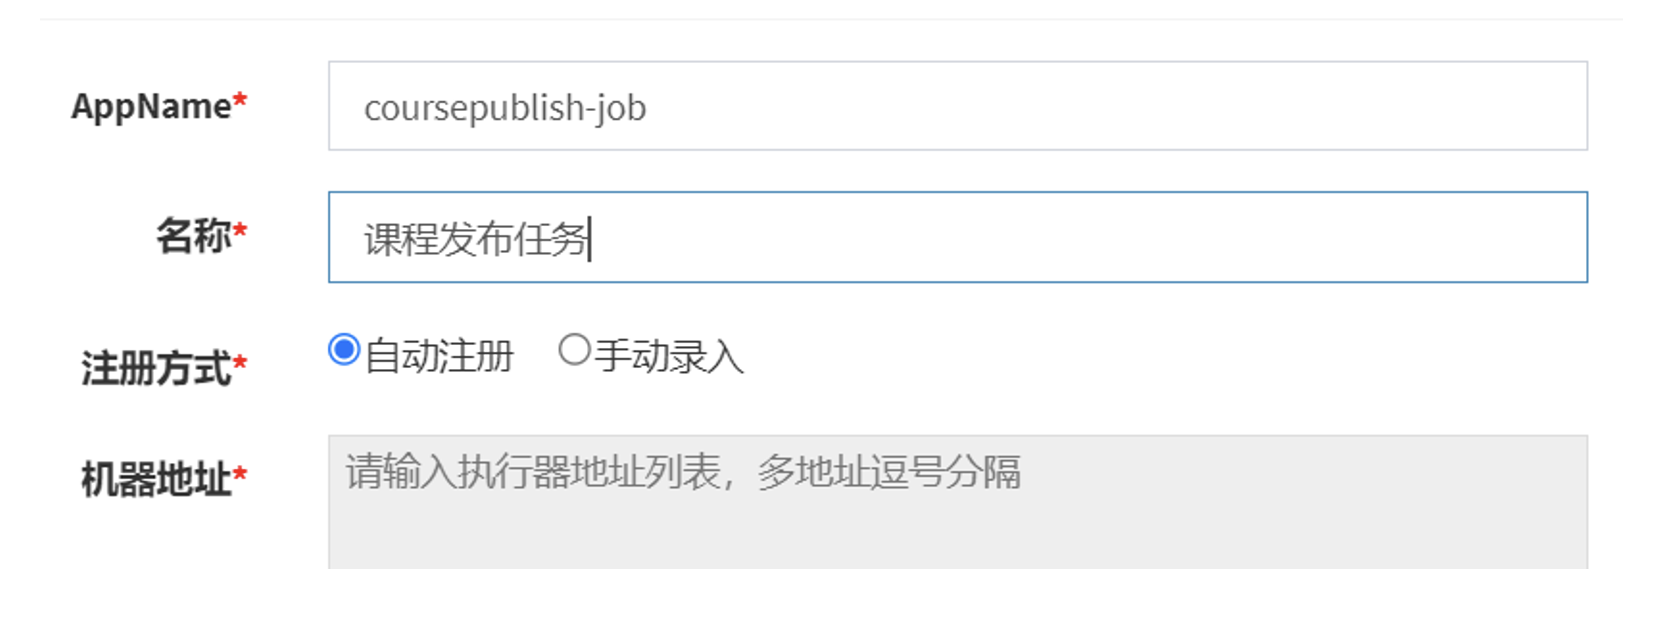 AppName* coursepublish-job
名称* 课程发布任务
注册方式* 自动注册 手动录入
机器地址* 请输入执行器地址列表，多地址逗号分隔